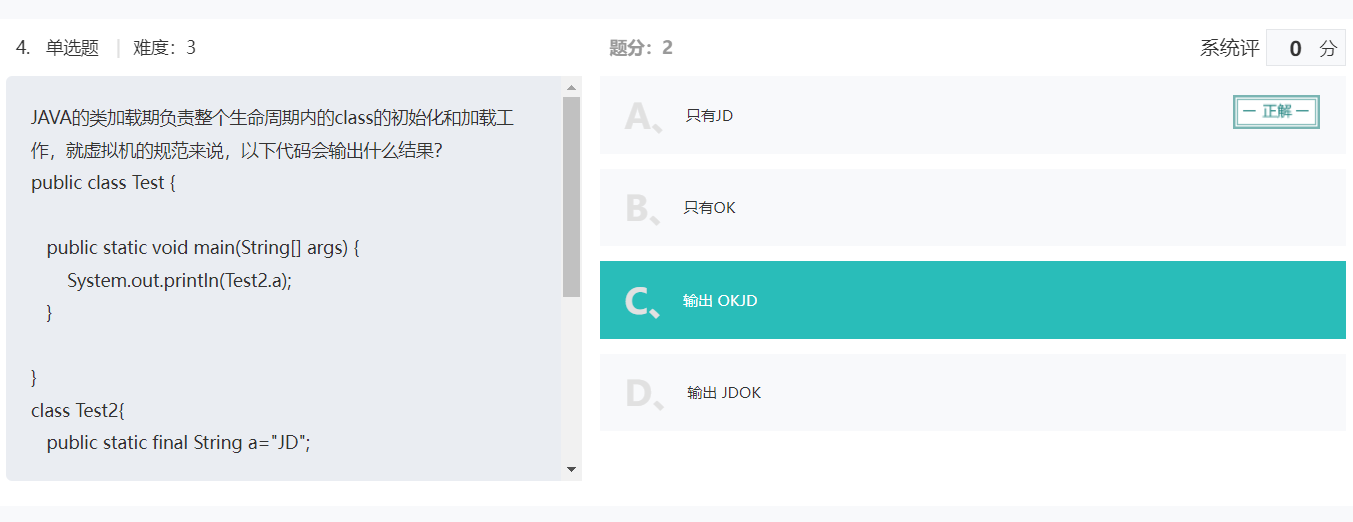 4. 单选题 | 难度：3
题分：2
系统评 0 分
JAVA的类加载期负责整个生命周期内的class的初始化和加载工
作，就虚拟机的规范来说，以下代码会输出什么结果?
public class Test {
public static void main(String[] args) {
System.out.println(Test2.a);
}
}
class Test2{
public static final String a="JD";
A、 只有JD
一 正解 一
B、 只有OK
C、 输出 OKJD
D、 输出 JDOK